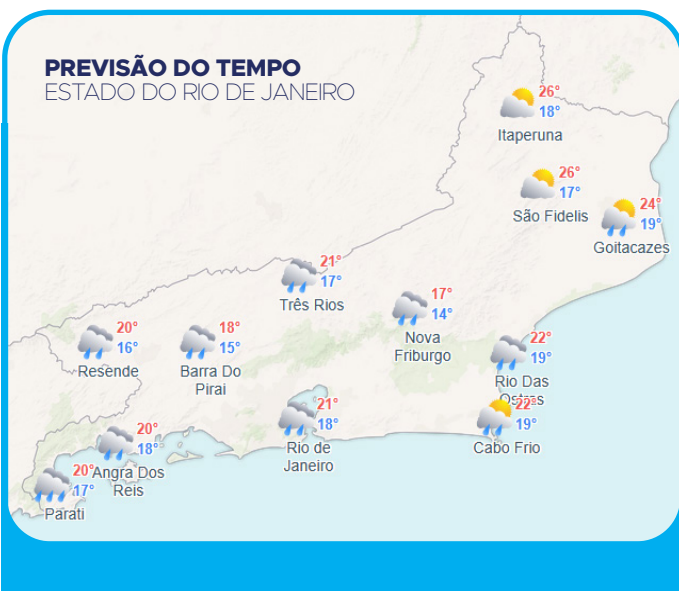 PREVISÃO DO TEMPO
ESTADO DO RIO DE JANEIRO
26°
18°
Itaperuna
26°
17°
São Fidelis
24°
19°
Goitacazes
21°
17°
Três Rios
17°
14°
Nova
Friburgo
20°
16°
Resende
18°
15°
Barra Do
Pirai
22°
19°
Rio Das
Ostras
22°
19°
Cabo Frio
21°
18°
Rio de
Janeiro
20°
18°
Angra Dos
Reis
20°
17°
Parati